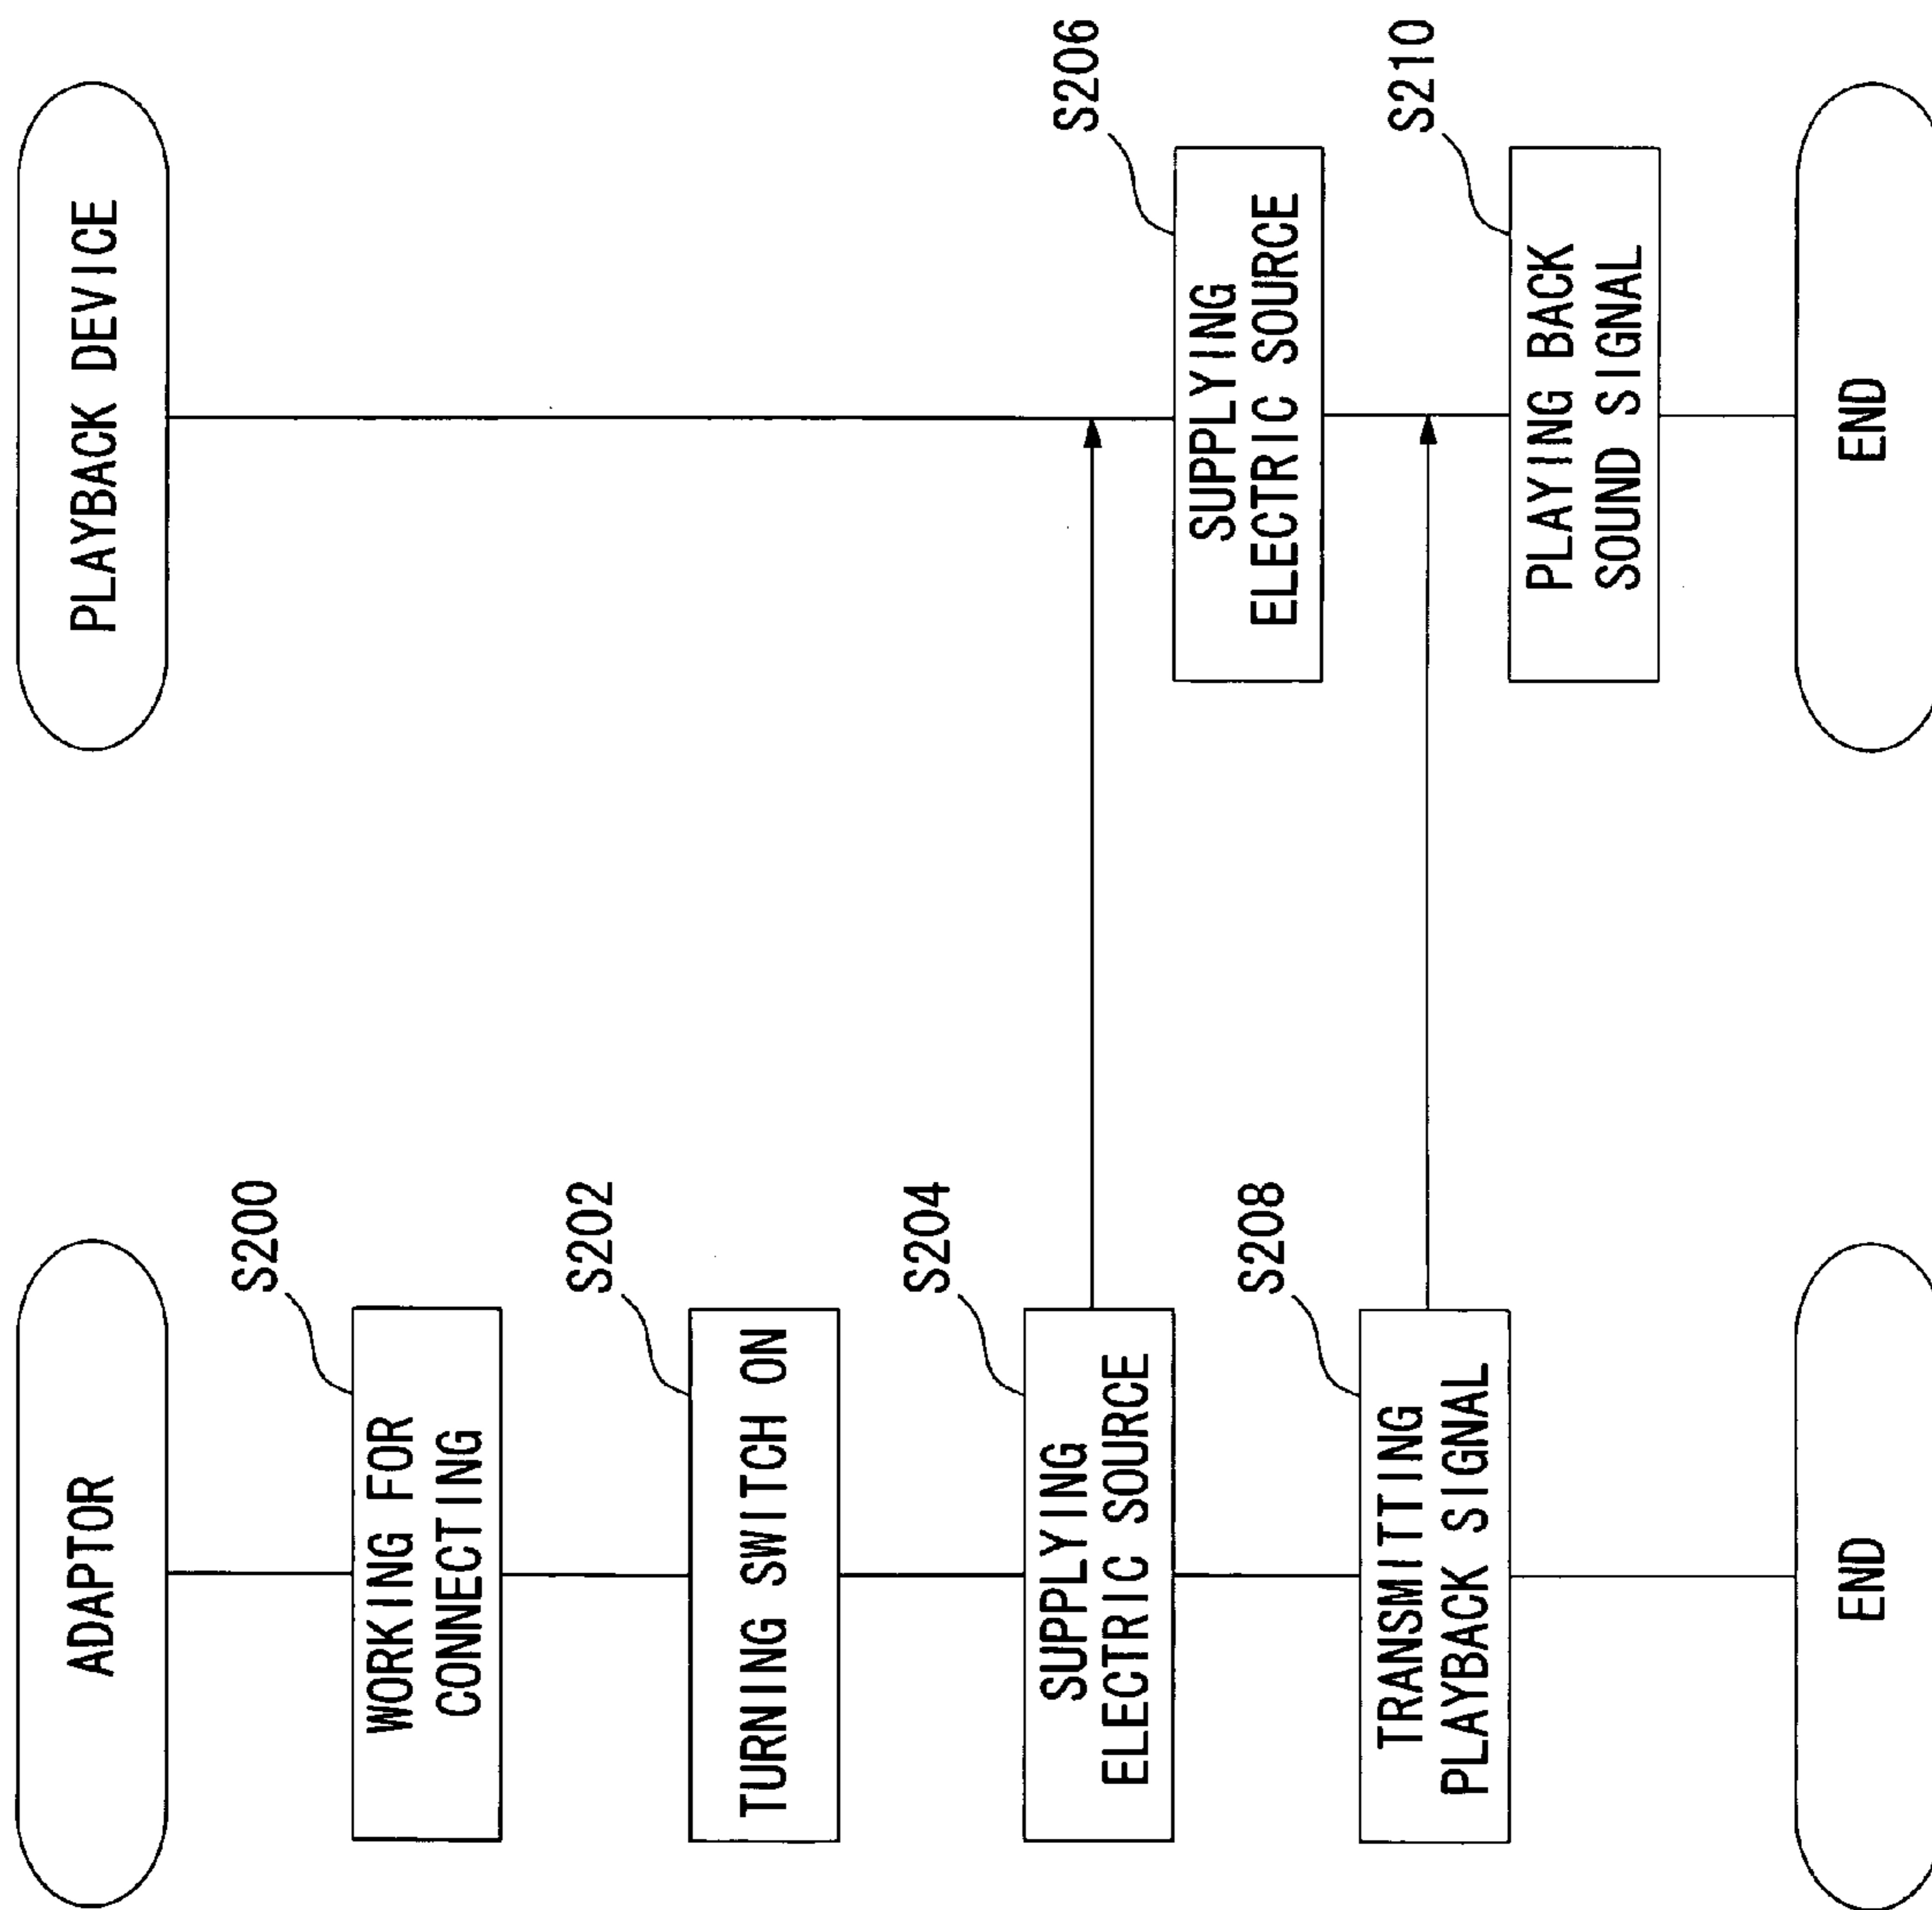 ADAPTOR
PLAYBACK DEVICE
S200
WORKING FOR
CONNECTING
S202
TURNING SWITCH ON
S204
SUPPLYING
ELECTRIC SOURCE
S206
SUPPLYING
ELECTRIC SOURCE
S208
TRANSMITTING
PLAYBACK SIGNAL
S210
PLAYING BACK
SOUND SIGNAL
END
END